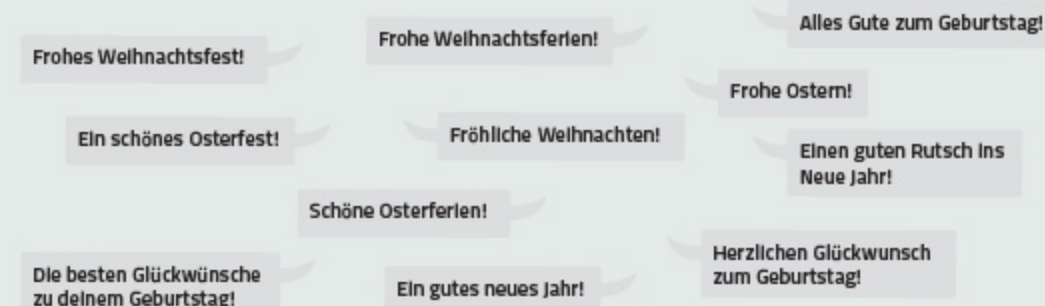 Alles Gute zum Geburtstag!
Frohe Weihnachtsferien!
Frohes Weihnachtsfest!
Frohe Ostern!
Ein schönes Osterfest!
Fröhliche Weihnachten!
Einen guten Rutsch ins
Neue Jahr!
Schöne Osterferien!
Herzlichen Glückwunsch
zum Geburtstag!
Die besten Glückwünsche
zu deinem Geburtstag!
Ein gutes neues Jahr!